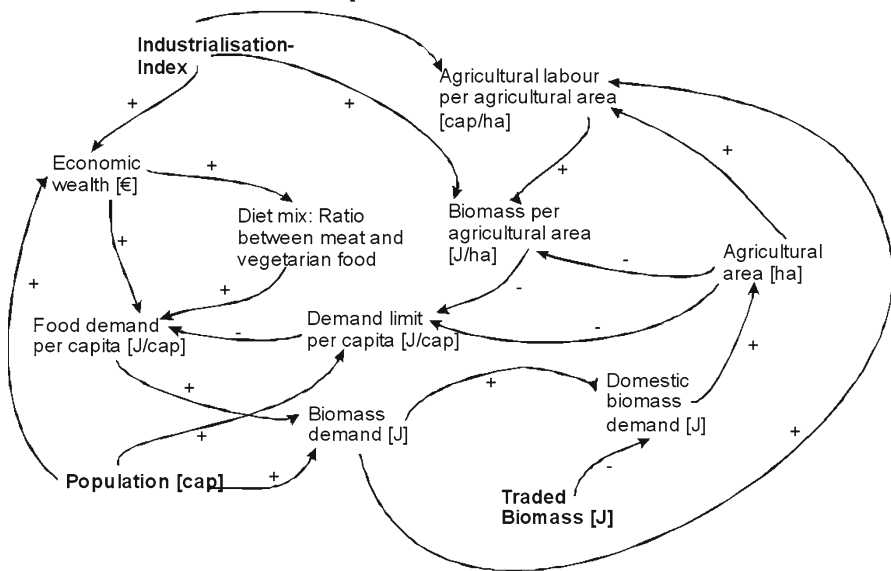 Industrialisation-
Index
Agricultural labour
per agricultural area
[cap/ha]
+
+
+
Economic
wealth [€]
+
+
Diet mix: Ratio
between meat and
vegetarian food
Biomass per
agricultural area
[J/ha]
Agricultural
area [ha]
+
-
+
+
-
Food demand
per capita [J/cap]
-
Demand limit
per capita [J/cap]
-
+
+
+
Domestic
biomass
demand [J]
Biomass
demand [J]
+
+
Population [cap]
+
-
Traded
Biomass [J]